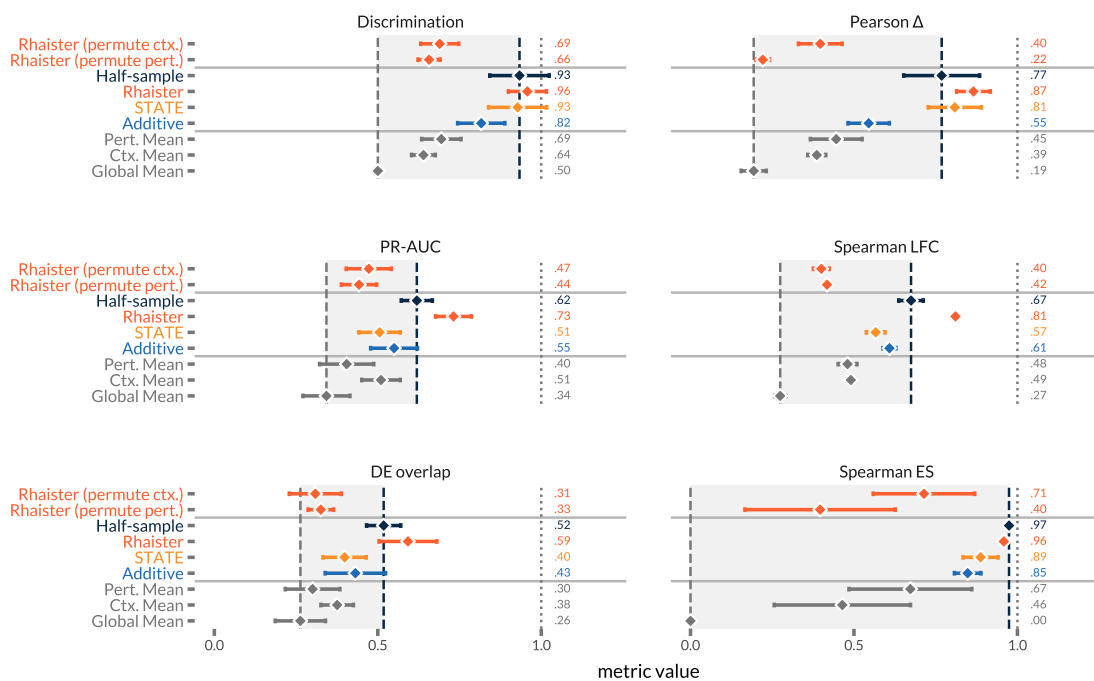 Discrimination
Rhaister (permute ctx.) .69
Rhaister (permute pert.) .66
Half-sample .93
Rhaister .96
STATE .93
Additive .82
Pert. Mean .69
Ctx. Mean .64
Global Mean .50
Pearson Δ
.40
.22
.77
.87
.81
.55
.45
.39
.19
PR-AUC
Rhaister (permute ctx.) .47
Rhaister (permute pert.) .44
Half-sample .62
Rhaister .73
STATE .51
Additive .55
Pert. Mean .40
Ctx. Mean .51
Global Mean .34
Spearman LFC
.40
.42
.67
.81
.57
.61
.48
.49
.27
DE overlap
Rhaister (permute ctx.) .31
Rhaister (permute pert.) .33
Half-sample .52
Rhaister .59
STATE .40
Additive .43
Pert. Mean .30
Ctx. Mean .38
Global Mean .26
0.0 0.5 1.0
Spearman ES
.71
.40
.97
.96
.89
.85
.67
.46
.00
0.0 0.5 1.0
metric value